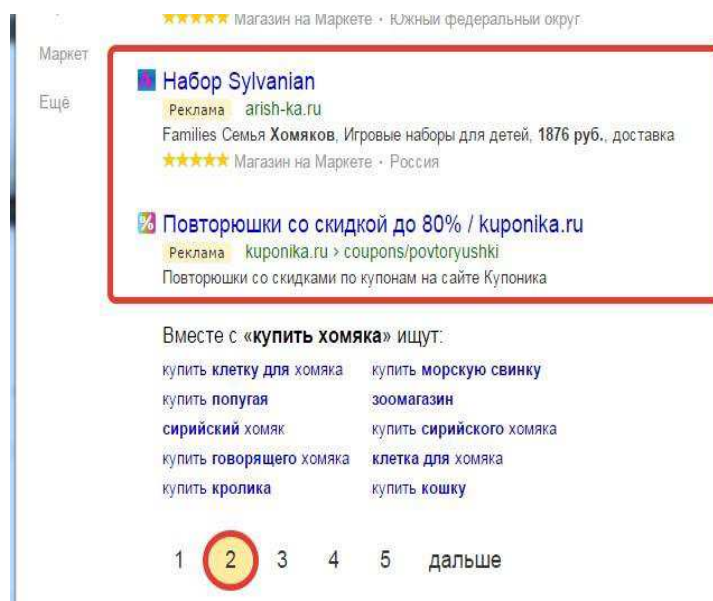 Магазин на Маркете · Южный федеральный округ
Маркет
Ещё
Набор Sylvanian
Реклама arish-ka.ru
Families Семья Хомяков, Игровые наборы для детей, 1876 руб., доставка
Магазин на Маркете · Россия
Повторюшки со скидкой до 80% / kuponika.ru
Реклама kuponika.ru › coupons/povtoryushki
Повторюшки со скидками по купонам на сайте Купоника
Вместе с «купить хомяка» ищут:
купить клетку для хомяка купить морскую свинку
купить попугая зоомагазин
сирийский хомяк купить сирийского хомяка
купить говорящего хомяка клетка для хомяка
купить кролика купить кошку
1 2 3 4 5 дальше